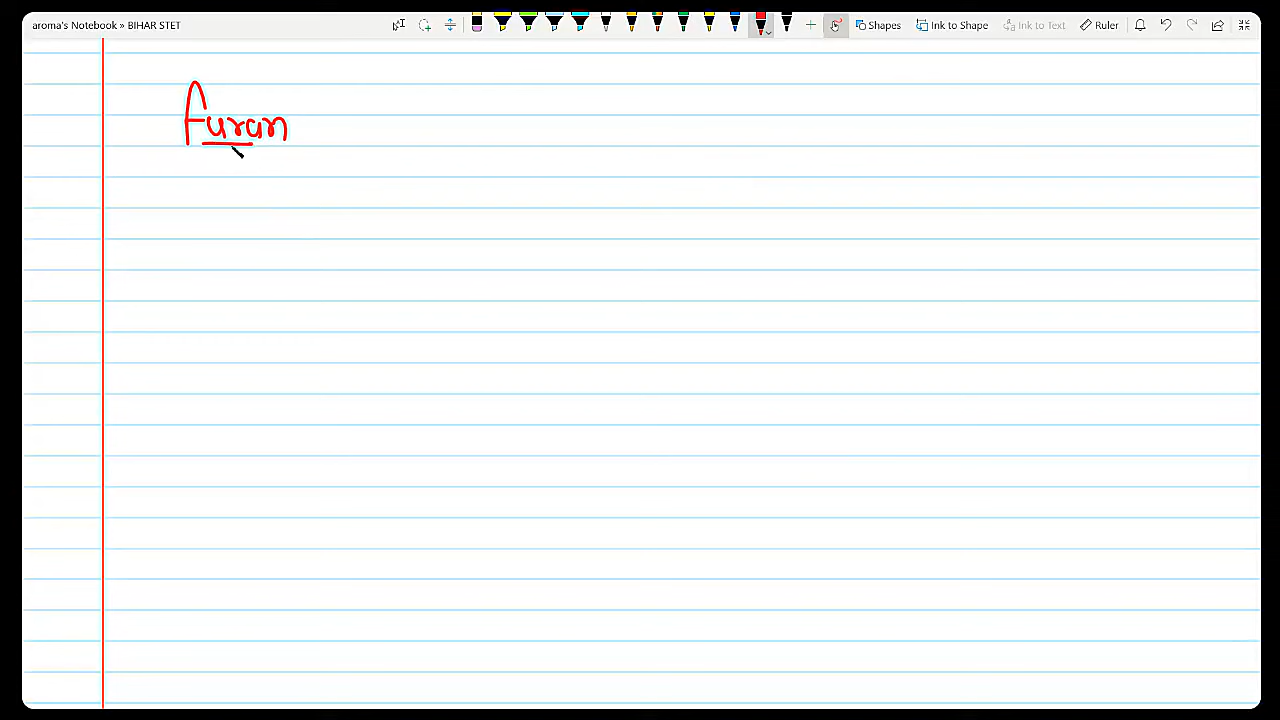 aroma's Notebook » BIHAR STET
Shapes Ink to Shape Ink to Text Ruler
Furan